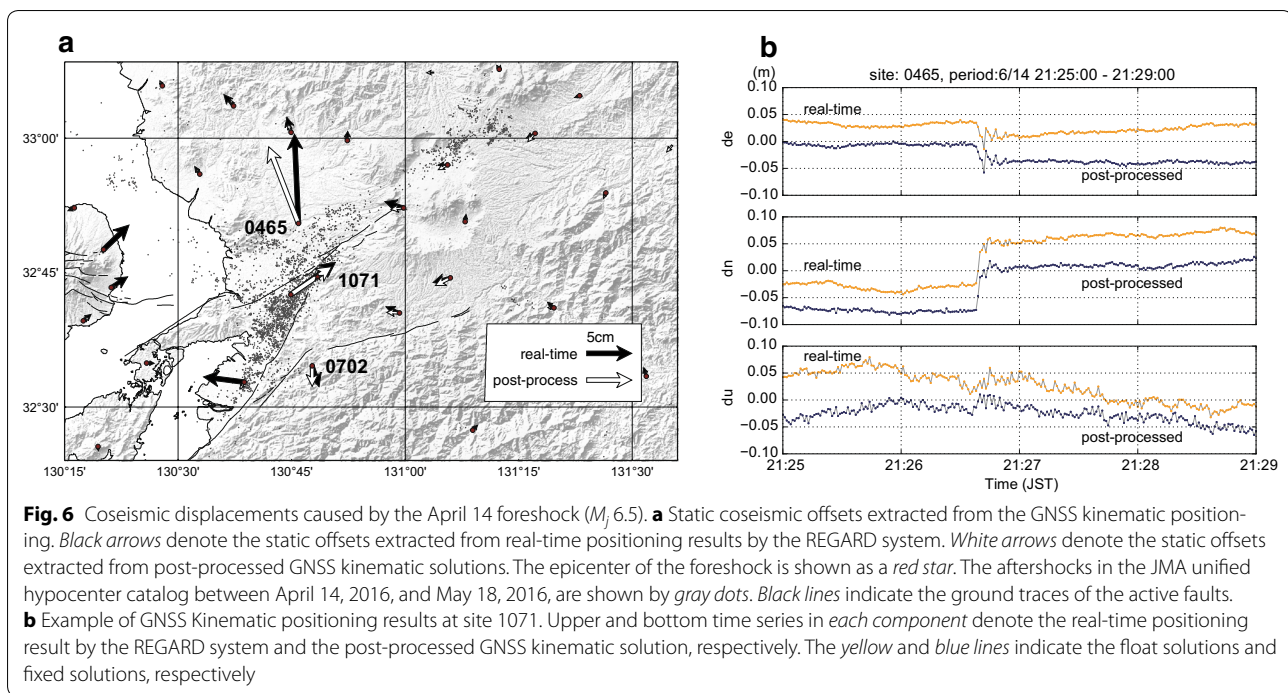 a
33°00'
32°45'
32°30'
130°15'
130°30'
130°45'
131°00'
131°15'
131°30'
0465
1071
0702
5cm
real-time
post-process
b
(m)
site: 0465, period:6/14 21:25:00 - 21:29:00
0.10
0.05
0.00
−0.05
−0.10
de
real-time
post-processed
0.10
0.05
0.00
−0.05
−0.10
dn
real-time
post-processed
0.10
0.05
0.00
−0.05
−0.10
du
real-time
post-processed
21:25
21:26
21:27
21:28
21:29
Time (JST)
Fig. 6 Coseismic displacements caused by the April 14 foreshock (Mj 6.5). a Static coseismic offsets extracted from the GNSS kinematic position-
ing. Black arrows denote the static offsets extracted from real-time positioning results by the REGARD system. White arrows denote the static offsets
extracted from post-processed GNSS kinematic solutions. The epicenter of the foreshock is shown as a red star. The aftershocks in the JMA unified
hypocenter catalog between April 14, 2016, and May 18, 2016, are shown by gray dots. Black lines indicate the ground traces of the active faults.
b Example of GNSS Kinematic positioning results at site 1071. Upper and bottom time series in each component denote the real-time positioning
result by the REGARD system and the post-processed GNSS kinematic solution, respectively. The yellow and blue lines indicate the float solutions and
fixed solutions, respectively